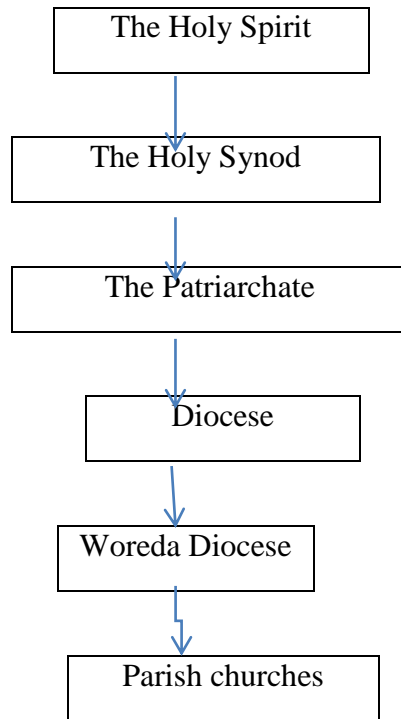 The Holy Spirit
The Holy Synod
The Patriarchate
Diocese
Woreda Diocese
Parish churches